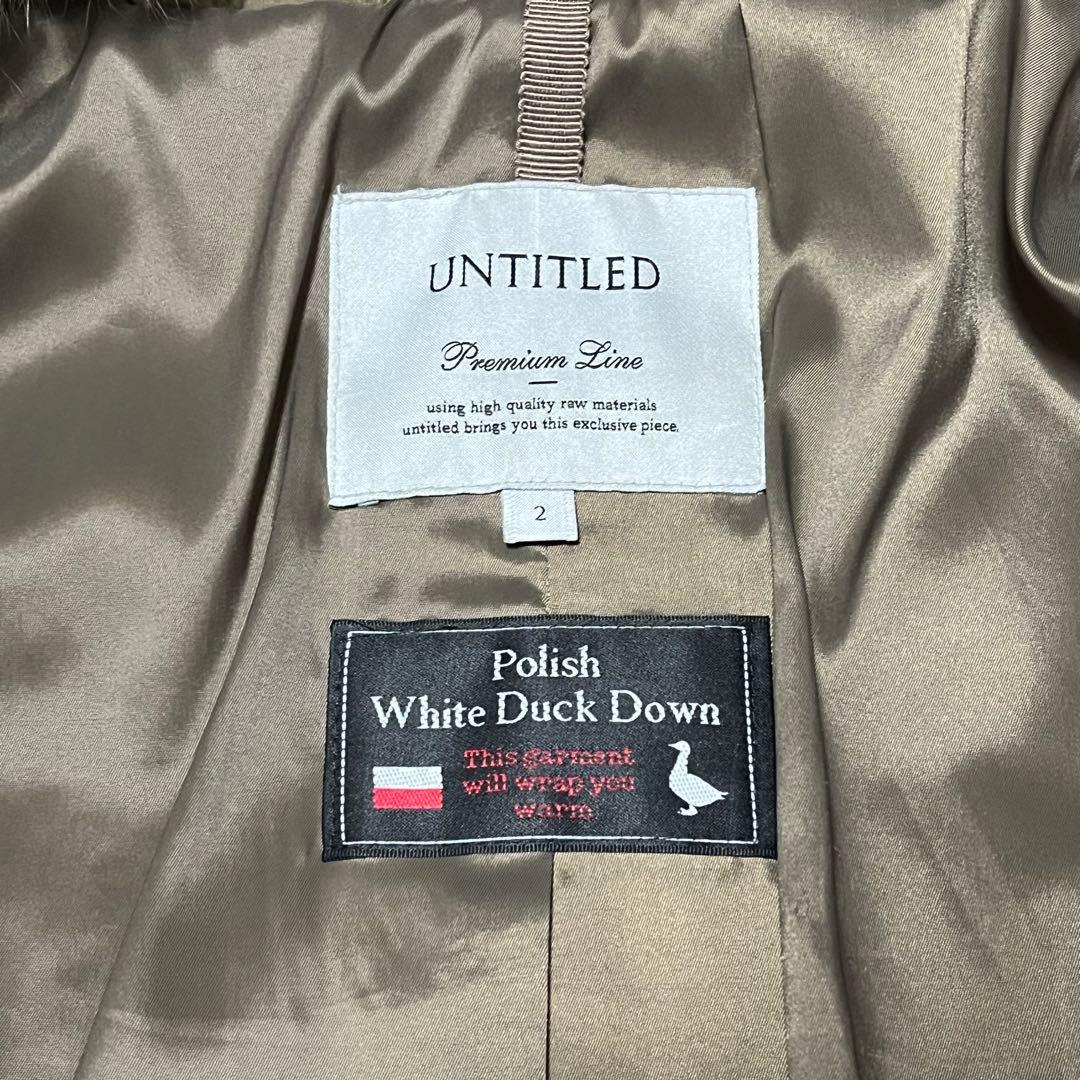 UNTITLED
Premium Line
using high quality raw materials
untitled brings you this exclusive piece.
2
Polish
White Duck Down
This garment
will wrap you
warm